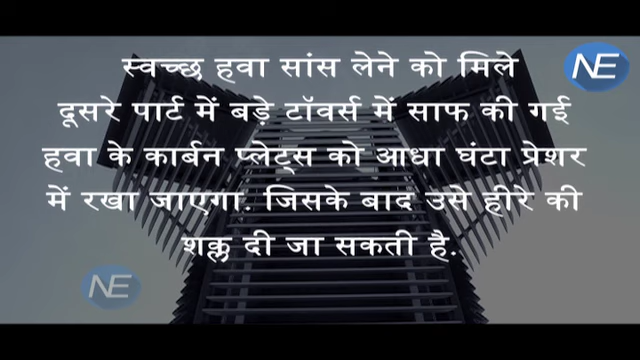 स्वच्छ हवा सांस लेने को मिले
NE
दूसरे पार्ट में बड़े टॉवर्स में साफ की गई
हवा के कार्बन प्लेट्स को आधा घंटा प्रेशर
में रखा जाएगा. जिसके बाद उसे हीरे की
शक्ल दी जा सकती है.
NE